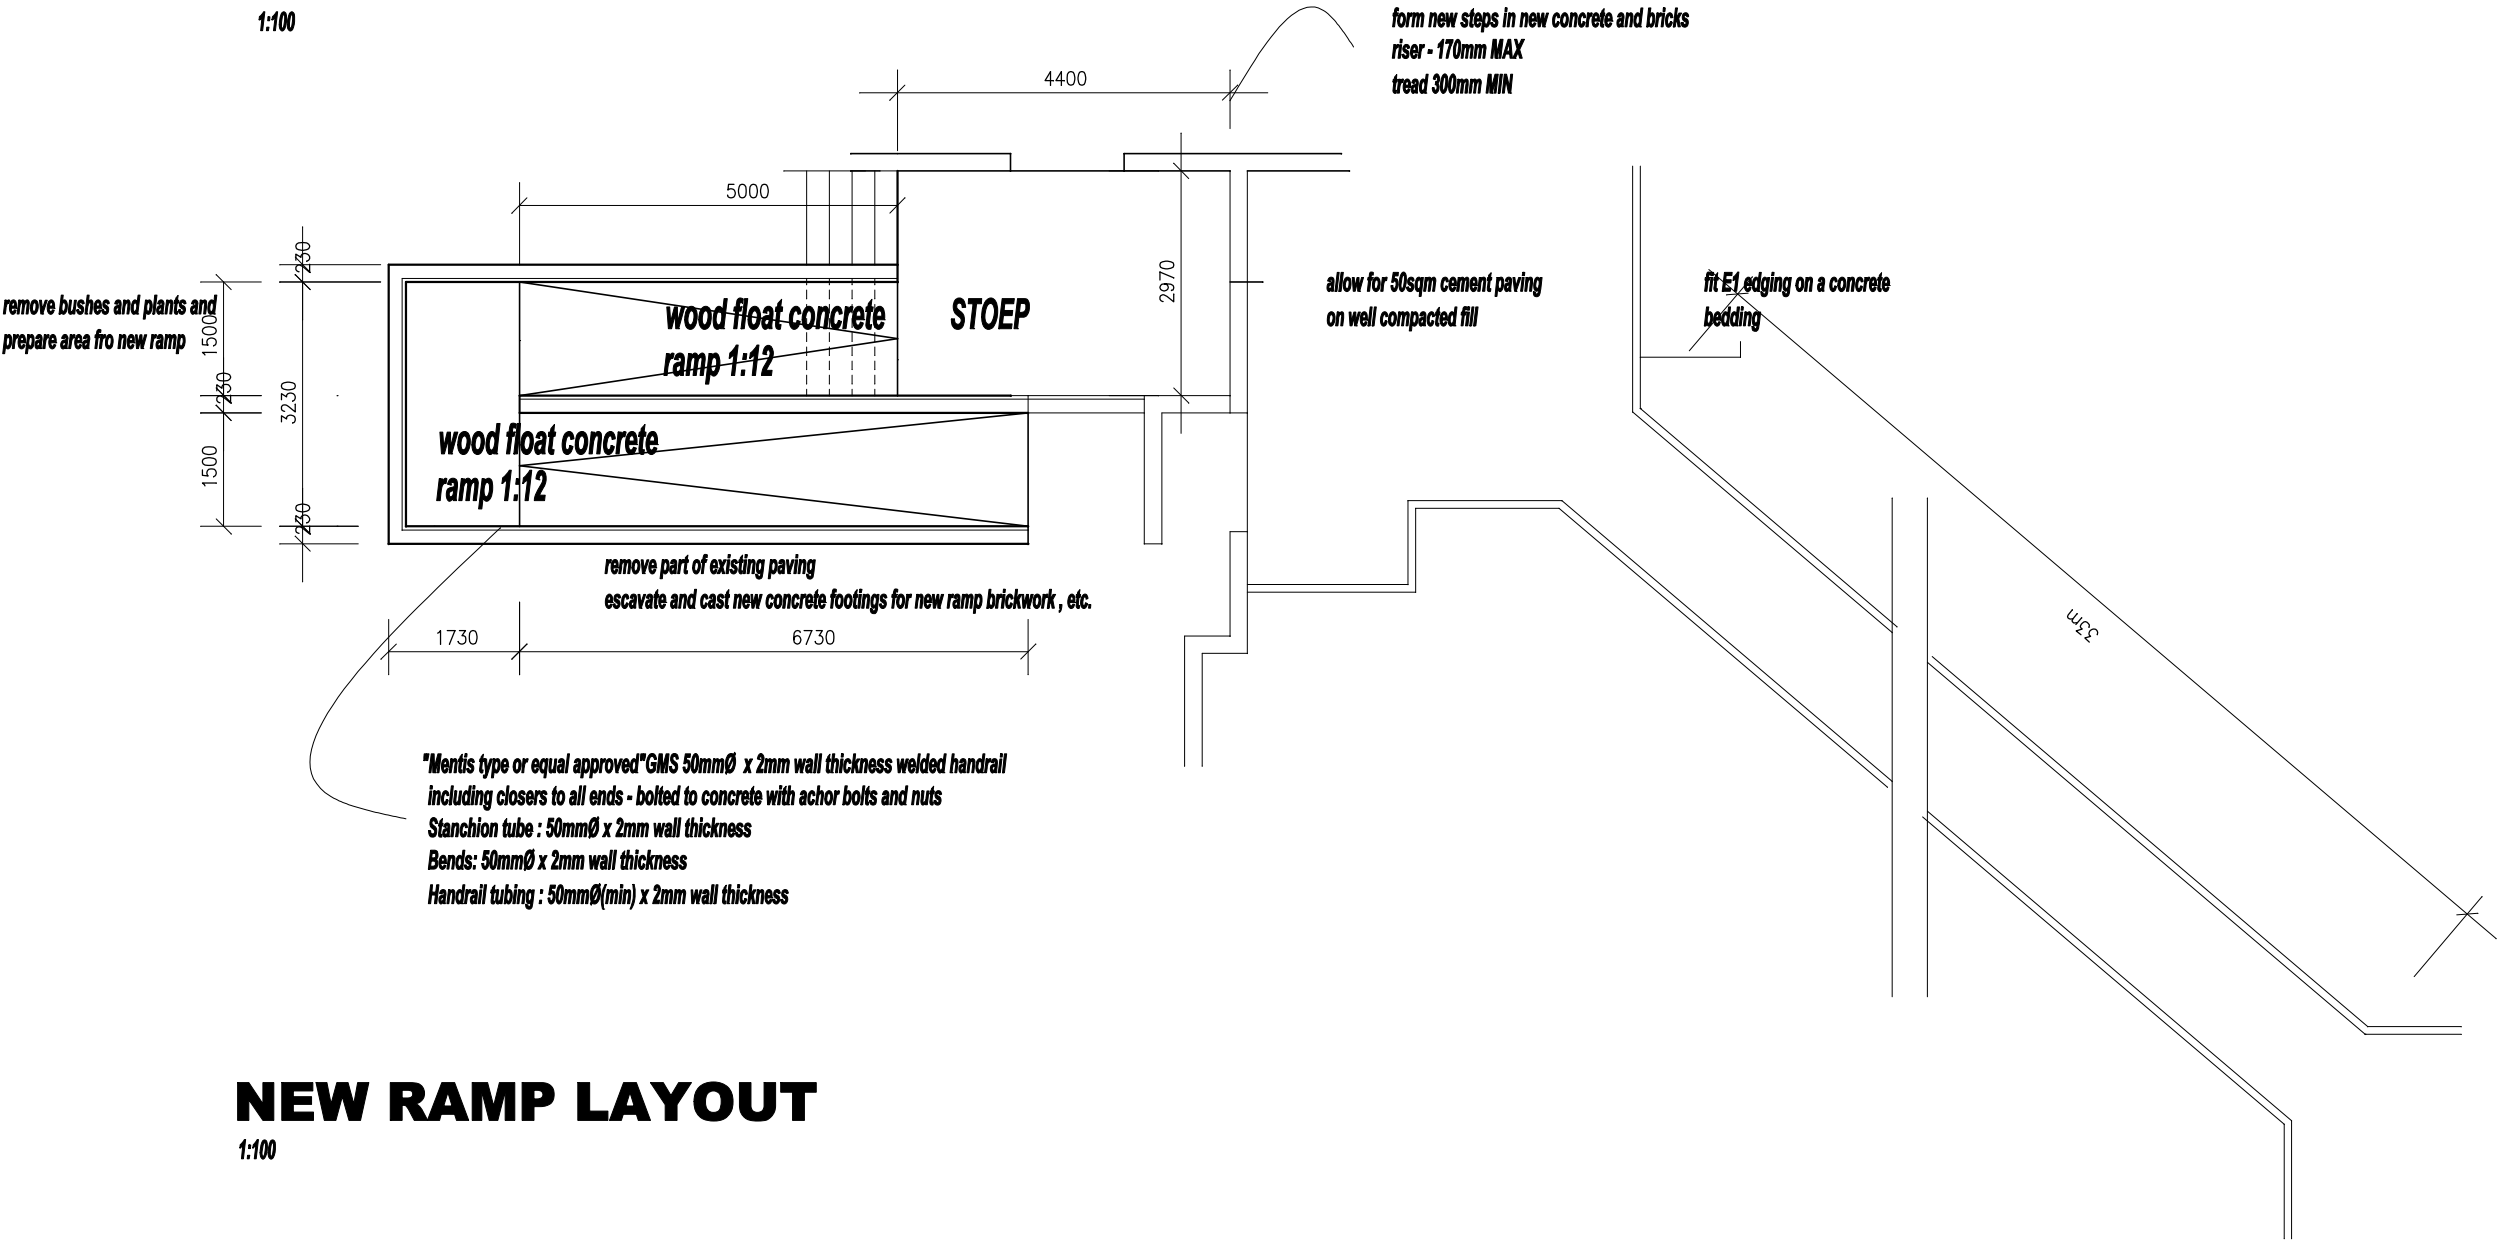 1:100
form new steps in new concrete and bricks
riser - 170mm MAX
tread 300mm MIN
4400
5000
230
2970
remove bushes and plants and
prepare area fro new ramp
1500
230
3230
1500
230
wood float concrete
ramp 1:12
STOEP
wood float concrete
ramp 1:12
allow for 50sqm cement paving
on well compacted fill
fit E1 edging on a concrete
bedding
33m
remove part of existing paving
escavate and cast new concrete footings for new ramp brickwork , etc.
1730
6730
"Mentis type or equal approved"GMS 50mmØ x 2mm wall thickness welded handrail
including closers to all ends - bolted to concrete with achor bolts and nuts
Stanchion tube : 50mmØ x 2mm wall thickness
Bends: 50mmØ x 2mm wall thickness
Handrail tubing : 50mmØ(min) x 2mm wall thickness
NEW RAMP LAYOUT
1:100